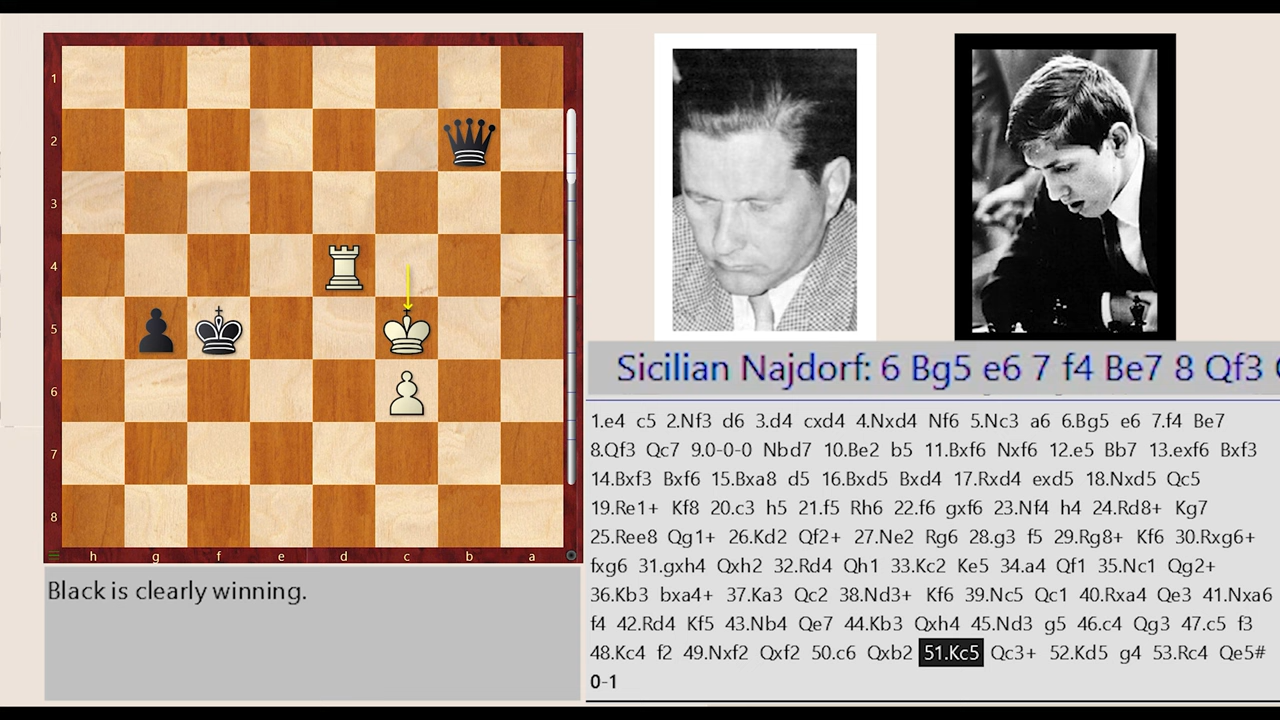 1
2
3
4
5
6
7
8
h g f e d c b a
Black is clearly winning.
Sicilian Najdorf: 6 Bg5 e6 7 f4 Be7 8 Qf3
1.e4 c5 2.Nf3 d6 3.d4 cxd4 4.Nxd4 Nf6 5.Nc3 a6 6.Bg5 e6 7.f4 Be7
8.Qf3 Qc7 9.0-0-0 Nbd7 10.Be2 b5 11.Bxf6 Nxf6 12.e5 Bb7 13.exf6 Bxf3
14.Bxf3 Bxf6 15.Bxa8 d5 16.Bxd5 Bxd4 17.Rxd4 exd5 18.Nxd5 Qc5
19.Re1+ Kf8 20.c3 h5 21.f5 Rh6 22.f6 gxf6 23.Nf4 h4 24.Rd8+ Kg7
25.Ree8 Qg1+ 26.Kd2 Qf2+ 27.Ne2 Rg6 28.g3 f5 29.Rg8+ Kf6 30.Rxg6+
fxg6 31.gxh4 Qxh2 32.Rd4 Qh1 33.Kc2 Ke5 34.a4 Qf1 35.Nc1 Qg2+
36.Kb3 bxa4+ 37.Ka3 Qc2 38.Nd3+ Kf6 39.Nc5 Qc1 40.Rxa4 Qe3 41.Nxa6
f4 42.Rd4 Kf5 43.Nb4 Qe7 44.Kb3 Qxh4 45.Nd3 g5 46.c4 Qg3 47.c5 f3
48.Kc4 f2 49.Nxf2 Qxf2 50.c6 Qxb2 51.Kc5 Qc3+ 52.Kd5 g4 53.Rc4 Qe5#
0-1